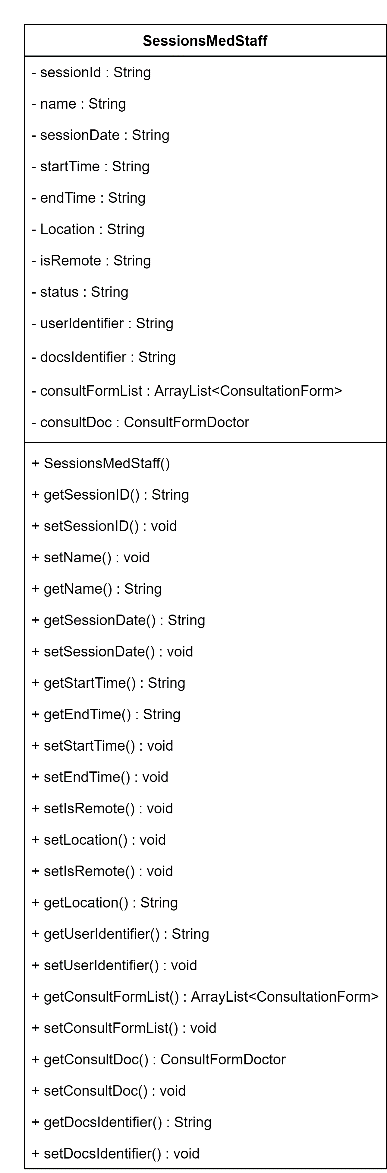 SessionsMedStaff
- sessionId : String
- name : String
- sessionDate : String
- startTime : String
- endTime : String
- Location : String
- isRemote : String
- status : String
- userIdentifier : String
- docsIdentifier : String
- consultFormList : ArrayList<ConsultationForm>
- consultDoc : ConsultFormDoctor
+ SessionsMedStaff()
+ getSessionID() : String
+ setSessionID() : void
+ setName() : void
+ getName() : String
+ getSessionDate() : String
+ setSessionDate() : void
+ getStartTime() : String
+ getEndTime() : String
+ setStartTime() : void
+ setEndTime() : void
+ setIsRemote() : void
+ setLocation() : void
+ setIsRemote() : void
+ getLocation() : String
+ getUserIdentifier() : String
+ setUserIdentifier() : void
+ getConsultFormList() : ArrayList<ConsultationForm>
+ setConsultFormList() : void
+ getConsultDoc() : ConsultFormDoctor
+ setConsultDoc() : void
+ getDocsIdentifier() : String
+ setDocsIdentifier() : void